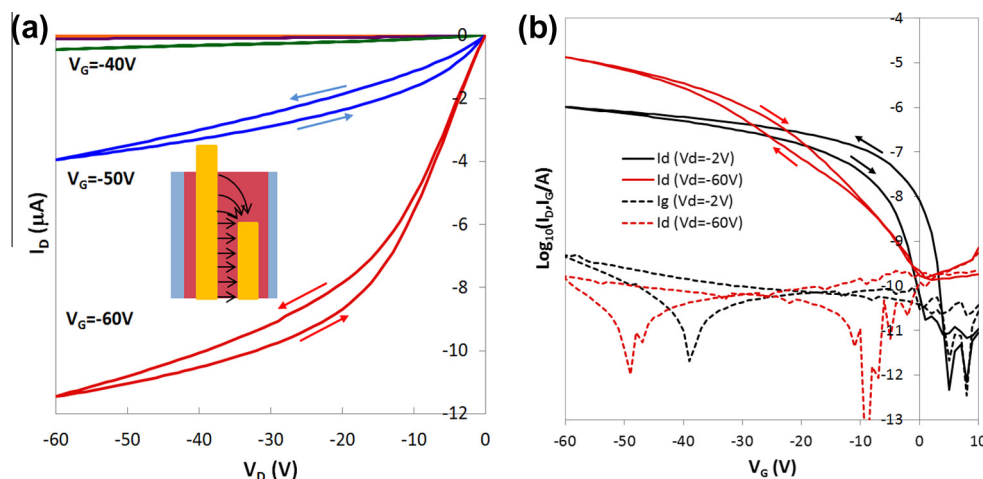 (a)
0
-2
-4
-6
-8
-10
-12
V_G=-40V
V_G=-50V
V_G=-60V
I_D (μA)
-60 -50 -40 -30 -20 -10 0
V_D (V)
(b)
-4
-5
-6
-7
-8
-9
-10
-11
-12
-13
Id (Vd=-2V)
Id (Vd=-60V)
Ig (Vd=-2V)
Id (Vd=-60V)
Log10(I_D,I_G/A)
-60 -50 -40 -30 -20 -10 0 10
V_G (V)